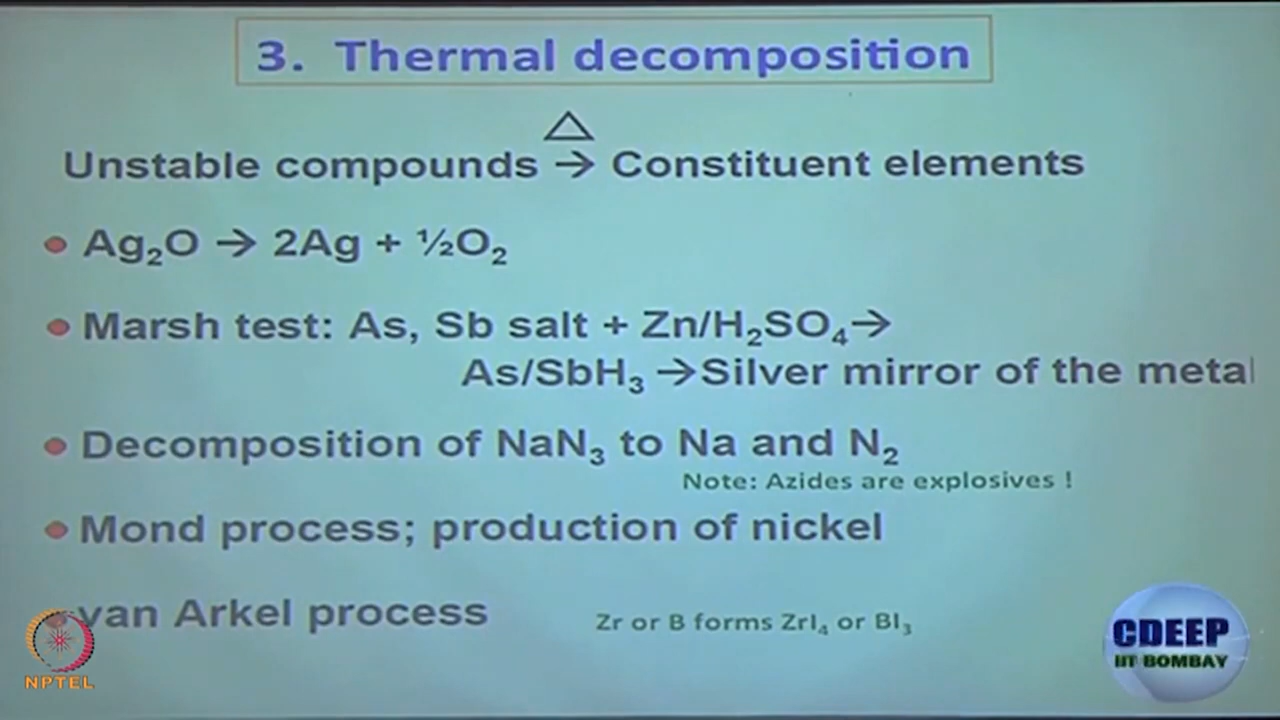 3. Thermal decomposition
△
Unstable compounds → Constituent elements
• Ag₂O → 2Ag + ½O₂
• Marsh test: As, Sb salt + Zn/H₂SO₄→
As/SbH₃ →Silver mirror of the metal
• Decomposition of NaN₃ to Na and N₂
Note: Azides are explosives !
• Mond process; production of nickel
• van Arkel process
Zr or B forms ZrI₄ or BI₃
NPTEL
CDEEP
IIT BOMBAY